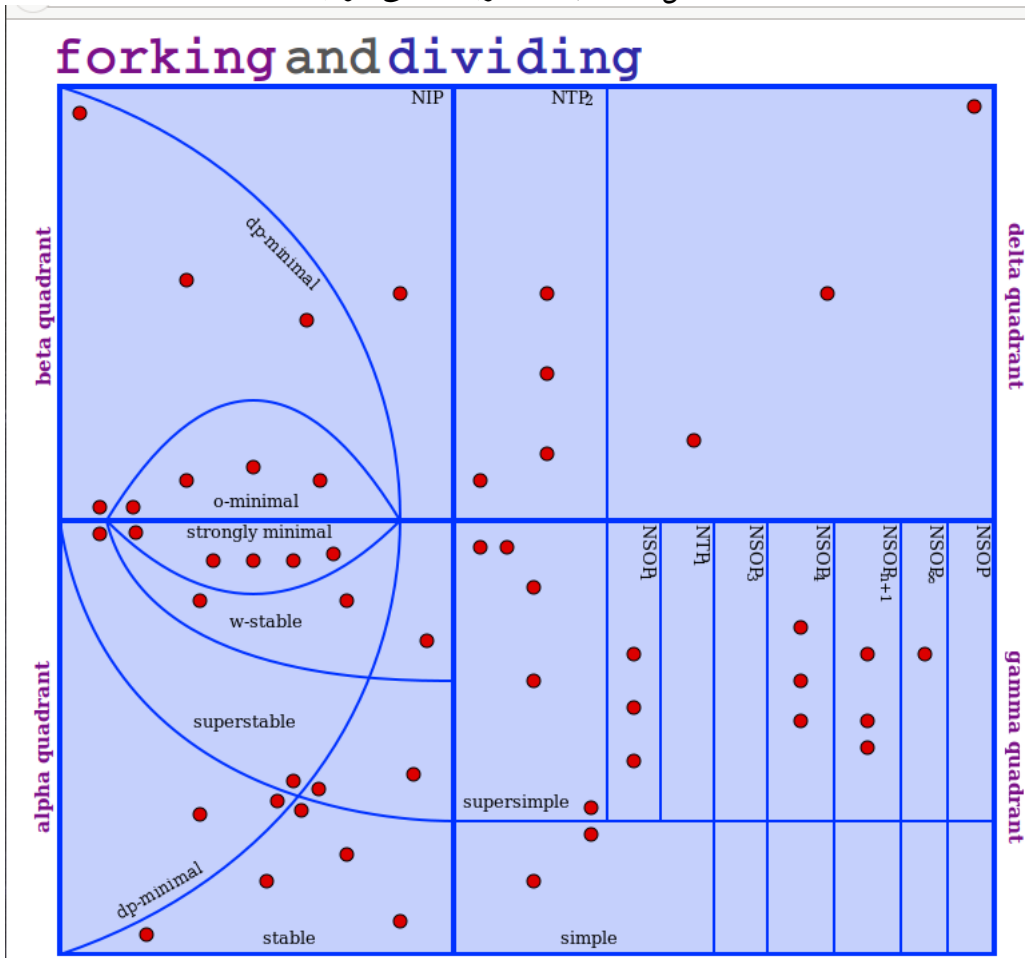 forking and dividing
NIP
NTP2
dp-minimal
beta quadrant
delta quadrant
o-minimal
strongly minimal
NSOP1
NTP1
NSOP3
NSOP4
NSOPn+1
NSOP∞
NSOP
w-stable
superstable
alpha quadrant
gamma quadrant
supersimple
dp-minimal
stable
simple